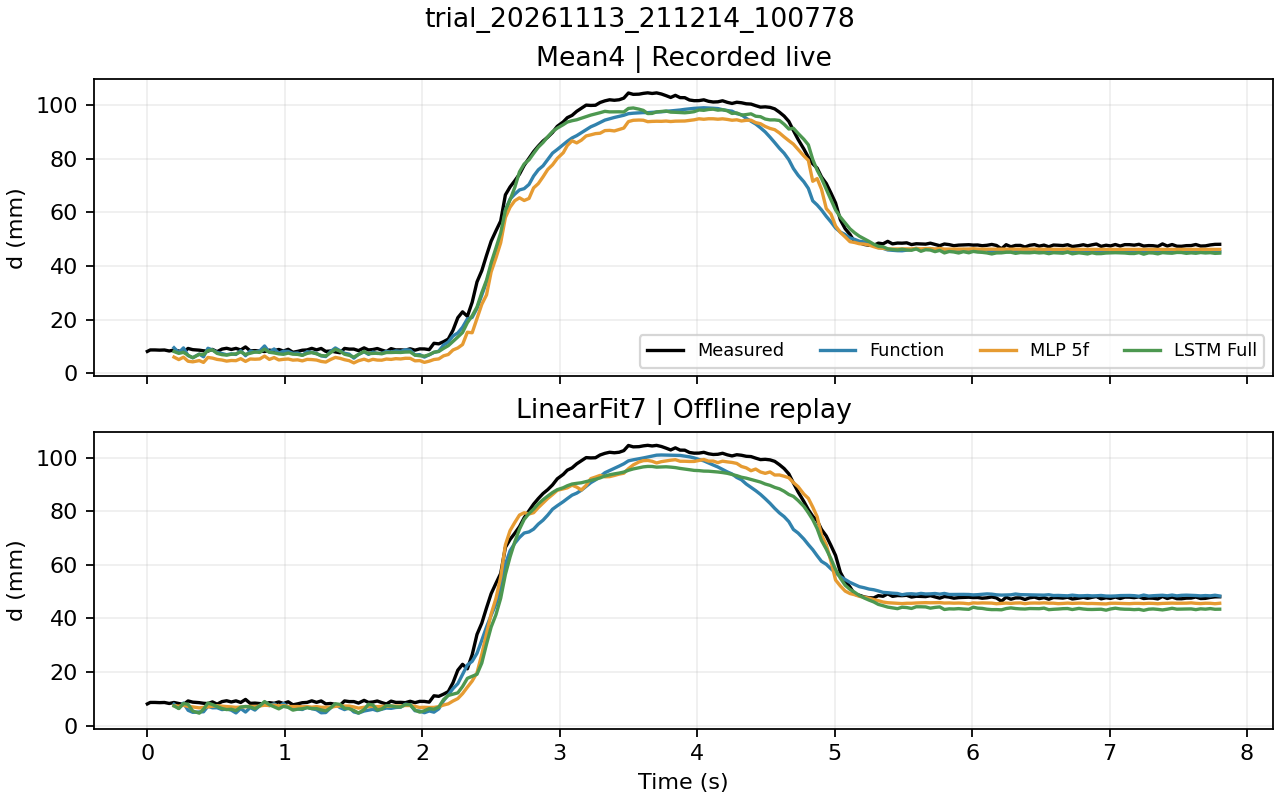 trial_20261113_211214_100778
Mean4 | Recorded live
100
80
60
40
20
0
d (mm)
Measured Function MLP 5f LSTM Full
LinearFit7 | Offline replay
100
80
60
40
20
0
d (mm)
0 1 2 3 4 5 6 7 8
Time (s)